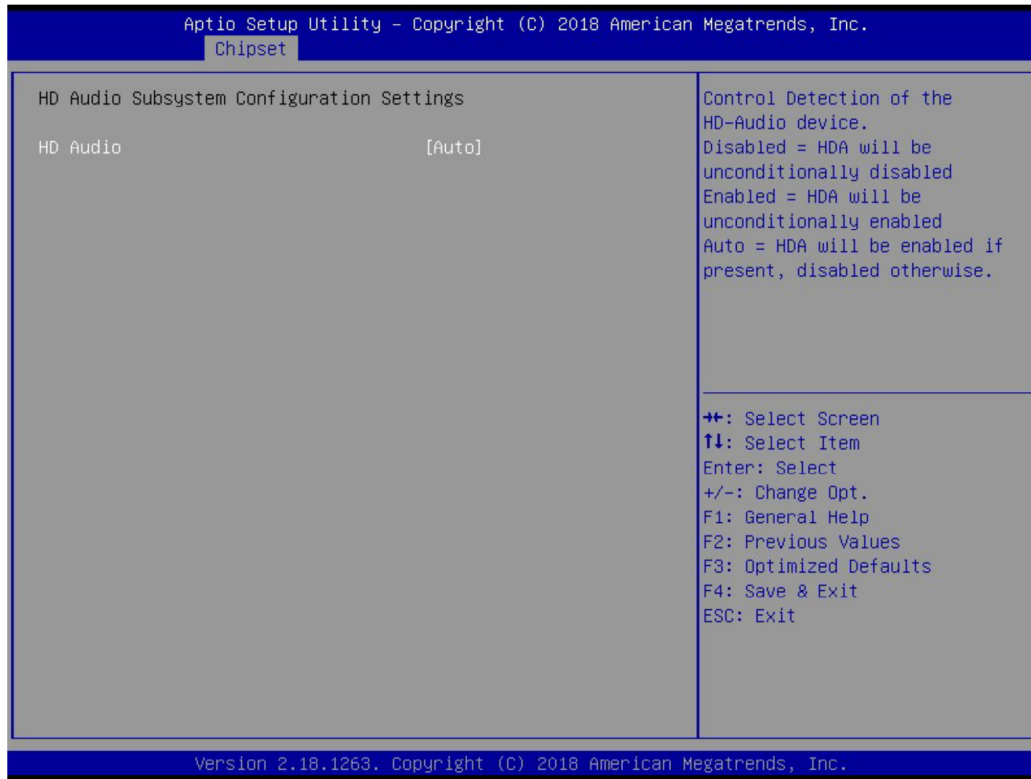 Aptio Setup Utility – Copyright (C) 2018 American Megatrends, Inc.
Chipset
HD Audio Subsystem Configuration Settings
HD Audio [Auto]
Control Detection of the
HD-Audio device.
Disabled = HDA will be
unconditionally disabled
Enabled = HDA will be
unconditionally enabled
Auto = HDA will be enabled if
present, disabled otherwise.
→←: Select Screen
↑↓: Select Item
Enter: Select
+/-: Change Opt.
F1: General Help
F2: Previous Values
F3: Optimized Defaults
F4: Save & Exit
ESC: Exit
Version 2.18.1263. Copyright (C) 2018 American Megatrends, Inc.